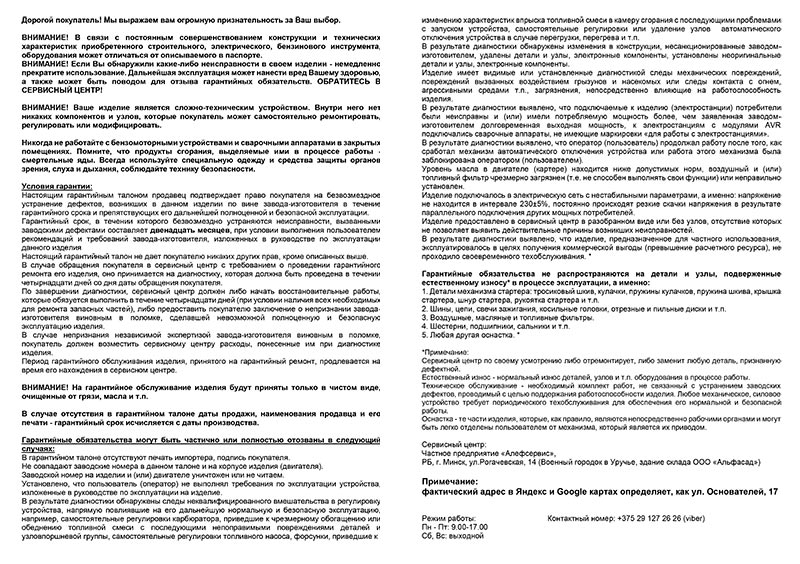 Дорогой покупатель! Мы выражаем вам огромную признательность за Ваш выбор.
ВНИМАНИЕ! В связи с постоянным совершенствованием конструкции и технических
характеристик приобретенного строительного, электрического, бензинового инструмента,
оборудования может отличаться от описываемого в паспорте.
ВНИМАНИЕ! Если Вы обнаружили какие-либо неисправности в своем изделии - немедленно
прекратите использование. Дальнейшая эксплуатация может нанести вред Вашему здоровью,
а также может быть поводом для отзыва гарантийных обязательств. ОБРАТИТЕСЬ В
СЕРВИСНЫЙ ЦЕНТР!
ВНИМАНИЕ! Ваше изделие является сложно-техническим устройством. Внутри него нет
никаких компонентов и узлов, которые покупатель может самостоятельно ремонтировать,
регулировать или модифицировать.
Никогда не работайте с бензомоторными устройствами и сварочными аппаратами в закрытых
помещениях. Помните, что продукты сгорания, выделяемые ими в процессе работы -
смертельные яды. Всегда используйте специальную одежду и средства защиты органов
зрения, слуха и дыхания, соблюдайте технику безопасности.
Условия гарантии:
Настоящим гарантийным талоном продавец подтверждает право покупателя на безвозмездное
устранение дефектов, возникших в данном изделии по вине завода-изготовителя в течение
гарантийного срока и препятствующих его дальнейшей полноценной и безопасной эксплуатации.
Гарантийный срок, в течении которого безвозмездно устраняются неисправности, вызванными
заводскими дефектами составляет двенадцать месяцев, при условии выполнения пользователем
рекомендаций и требований завода-изготовителя, изложенных в руководстве по эксплуатации
данного изделия
Настоящий гарантийный талон не дает покупателю никаких других прав, кроме описанных выше.
В случае обращения покупателя в сервисный центр с требованием о проведении гарантийного
ремонта его изделия, оно принимается на диагностику, которая должна быть проведена в течении
четырнадцати дней со дня даты обращения покупателя.
По завершении диагностики, сервисный центр должен либо начать восстановительные работы,
которые обязуется выполнить в течение четырнадцати дней (при условии наличия всех необходимых
для ремонта запасных частей), либо предоставить покупателю заключение о непризнании завода-
изготовителя виновным в поломке, сделавшей невозможной полноценную и безопасную
эксплуатацию изделия.
В случае непризнания независимой экспертизой завода-изготовителя виновным в поломке,
покупатель должен возместить сервисному центру расходы, понесенные им при диагностике
изделия.
Период гарантийного обслуживания изделия, принятого на гарантийный ремонт, продлевается на
время его нахождения в сервисном центре.
ВНИМАНИЕ! На гарантийное обслуживание изделия будут приняты только в чистом виде,
очищенные от грязи, масла и т.п.
В случае отсутствия в гарантийном талоне даты продажи, наименования продавца и его
печати - гарантийный срок исчисляется с даты производства.
Гарантийные обязательства могут быть частично или полностью отозваны в следующий
случаях:
В гарантийном талоне отсутствуют печать импортера, подпись покупателя.
Не совпадают заводские номера в данном талоне и на корпусе изделия (двигателя).
Заводской номер на изделии и (или) двигателе уничтожен или не читаем.
Установлено, что пользователь (оператор) не выполнял требования по эксплуатации устройства,
изложенные в руководстве по эксплуатации на изделие.
В результате диагностики обнаружены следы неквалифицированного вмешательства в регулировку
устройства, напрямую повлиявшие на его дальнейшую нормальную и безопасную эксплуатацию,
например, самостоятельные регулировки карбюратора, приведшие к чрезмерному обогащению или
обеднению топливной смеси с последующими непоправимыми повреждениями деталей и
узловпоршневой группы, самостоятельные регулировки топливного насоса, форсунки, приведшие к
изменению характеристик впрыска топливной смеси в камеру сгорания с последующими проблемами
с запуском устройства, самостоятельные регулировки или удаление узлов автоматического
отключения устройства в случае перегрузки, перегрева и т.п.
В результате диагностики обнаружены изменения в конструкции, несанкционированные заводом-
изготовителем, удалены детали и узлы, электронные компоненты, установлены неоригинальные
детали и узлы, электронные компоненты.
Изделие имеет видимые или установленные диагностикой следы механических повреждений,
повреждений вызванных воздействием грызунов и насекомых или следы контакта с огнем,
агрессивными средами т.п., загрязнения, непосредственно влияющие на работоспособность
изделия.
В результате диагностики выявлено, что подключаемые к изделию (электростанции) потребители
были неисправны и (или) имели потребляемую мощность более, чем заявленная заводом-
изготовителем долговременная выходная мощность, к электростанциям с модулями AVR
подключались сварочные аппараты, не имеющие маркировки «для работы с электростанциями».
В результате диагностики выявлено, что оператор (пользователь) продолжал работу после того, как
сработал механизм автоматического отключения устройства или работа этого механизма была
заблокирована оператором (пользователем).
Уровень масла в двигателе (картере) находится ниже допустимых норм, воздушный и (или)
топливный фильтр чрезмерно загрязнен (т.е. не способен выполнять свои функции) или неправильно
установлен.
Изделие подключалось в электрическую сеть с нестабильными параметрами, а именно: напряжение
не находится в интервале 230±5%, постоянно происходят резкие скачки напряжения в результате
параллельного подключения других мощных потребителей.
Изделие предоставлено в сервисный центр в разобранном виде или без узлов, отсутствие которых
не позволяет выявить действительные причины возникших неисправностей.
В результате диагностики выявлено, что изделие, предназначенное для частного использования,
эксплуатировалось в целях получения коммерческой выгоды (превышение расчетного ресурса), не
проходило своевременного техобслуживания. *
Гарантийные обязательства не распространяются на детали и узлы, подверженные
естественному износу* в процессе эксплуатации, а именно:
1. Детали механизма стартера: тросиковый шкив, кулачки, пружины кулачков, пружина шкива, крышка
стартера, шнур стартера, рукоятка стартера и т.п.
2. Шины, цепи, свечи зажигания, косильные головки, отрезные и пильные диски и т.п.
3. Воздушные, масляные и топливные фильтры.
4. Шестерни, подшипники, сальники и т.п.
5. Любая другая оснастка. *
*Примечание:
Сервисный центр по своему усмотрению либо отремонтирует, либо заменит любую деталь, признанную
дефектной.
Естественный износ - нормальный износ деталей, узлов и т.п. оборудования в процессе работы.
Техническое обслуживание - необходимый комплект работ, не связанный с устранением заводских
дефектов, проводимый с целью поддержания работоспособности изделия. Любое механическое, силовое
устройство требует периодического техобслуживания для обеспечения его нормальной и безопасной
работы.
Оснастка - те части изделия, которые, как правило, являются непосредственно рабочими органами и могут
быть легко отделены пользователем от механизма, который является их приводом.
Сервисный центр:
Частное предприятие «Алефсервис»,
РБ, г. Минск, ул.Рогачевская, 14 (Военный городок в Уручье, здание склада ООО «Альфасад»)
Примечание:
фактический адрес в Яндекс и Google картах определяет, как ул. Основателей, 17
Режим работы: Контактный номер: +375 29 127 26 26 (viber)
Пн - Пт: 9.00-17.00
Сб, Вс: выходной